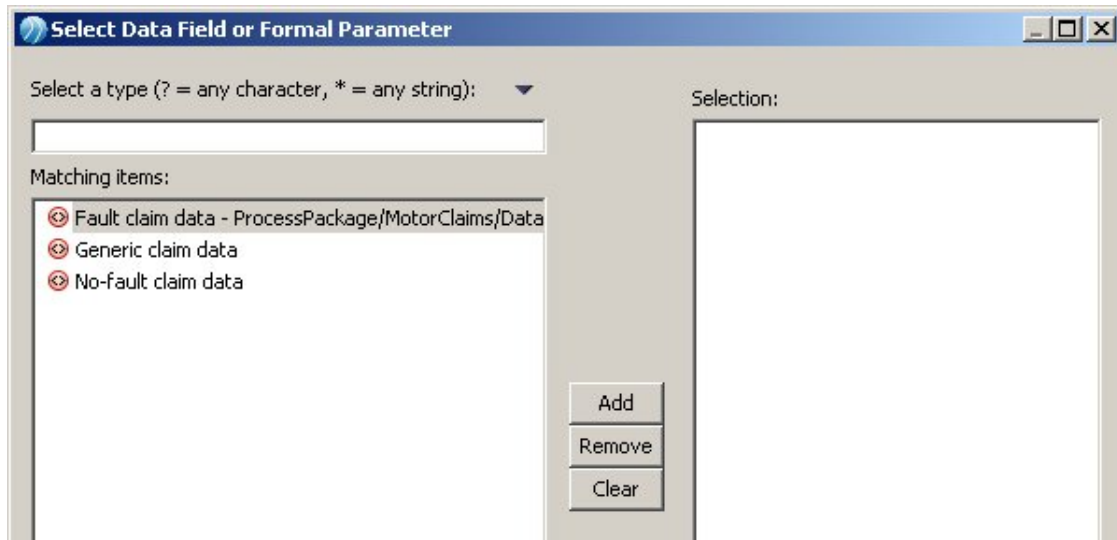 Select Data Field or Formal Parameter
Select a type (? = any character, * = any string):
Matching items:
Fault claim data - ProcessPackage/MotorClaims/Data
Generic claim data
No-fault claim data
Add
Remove
Clear
Selection: